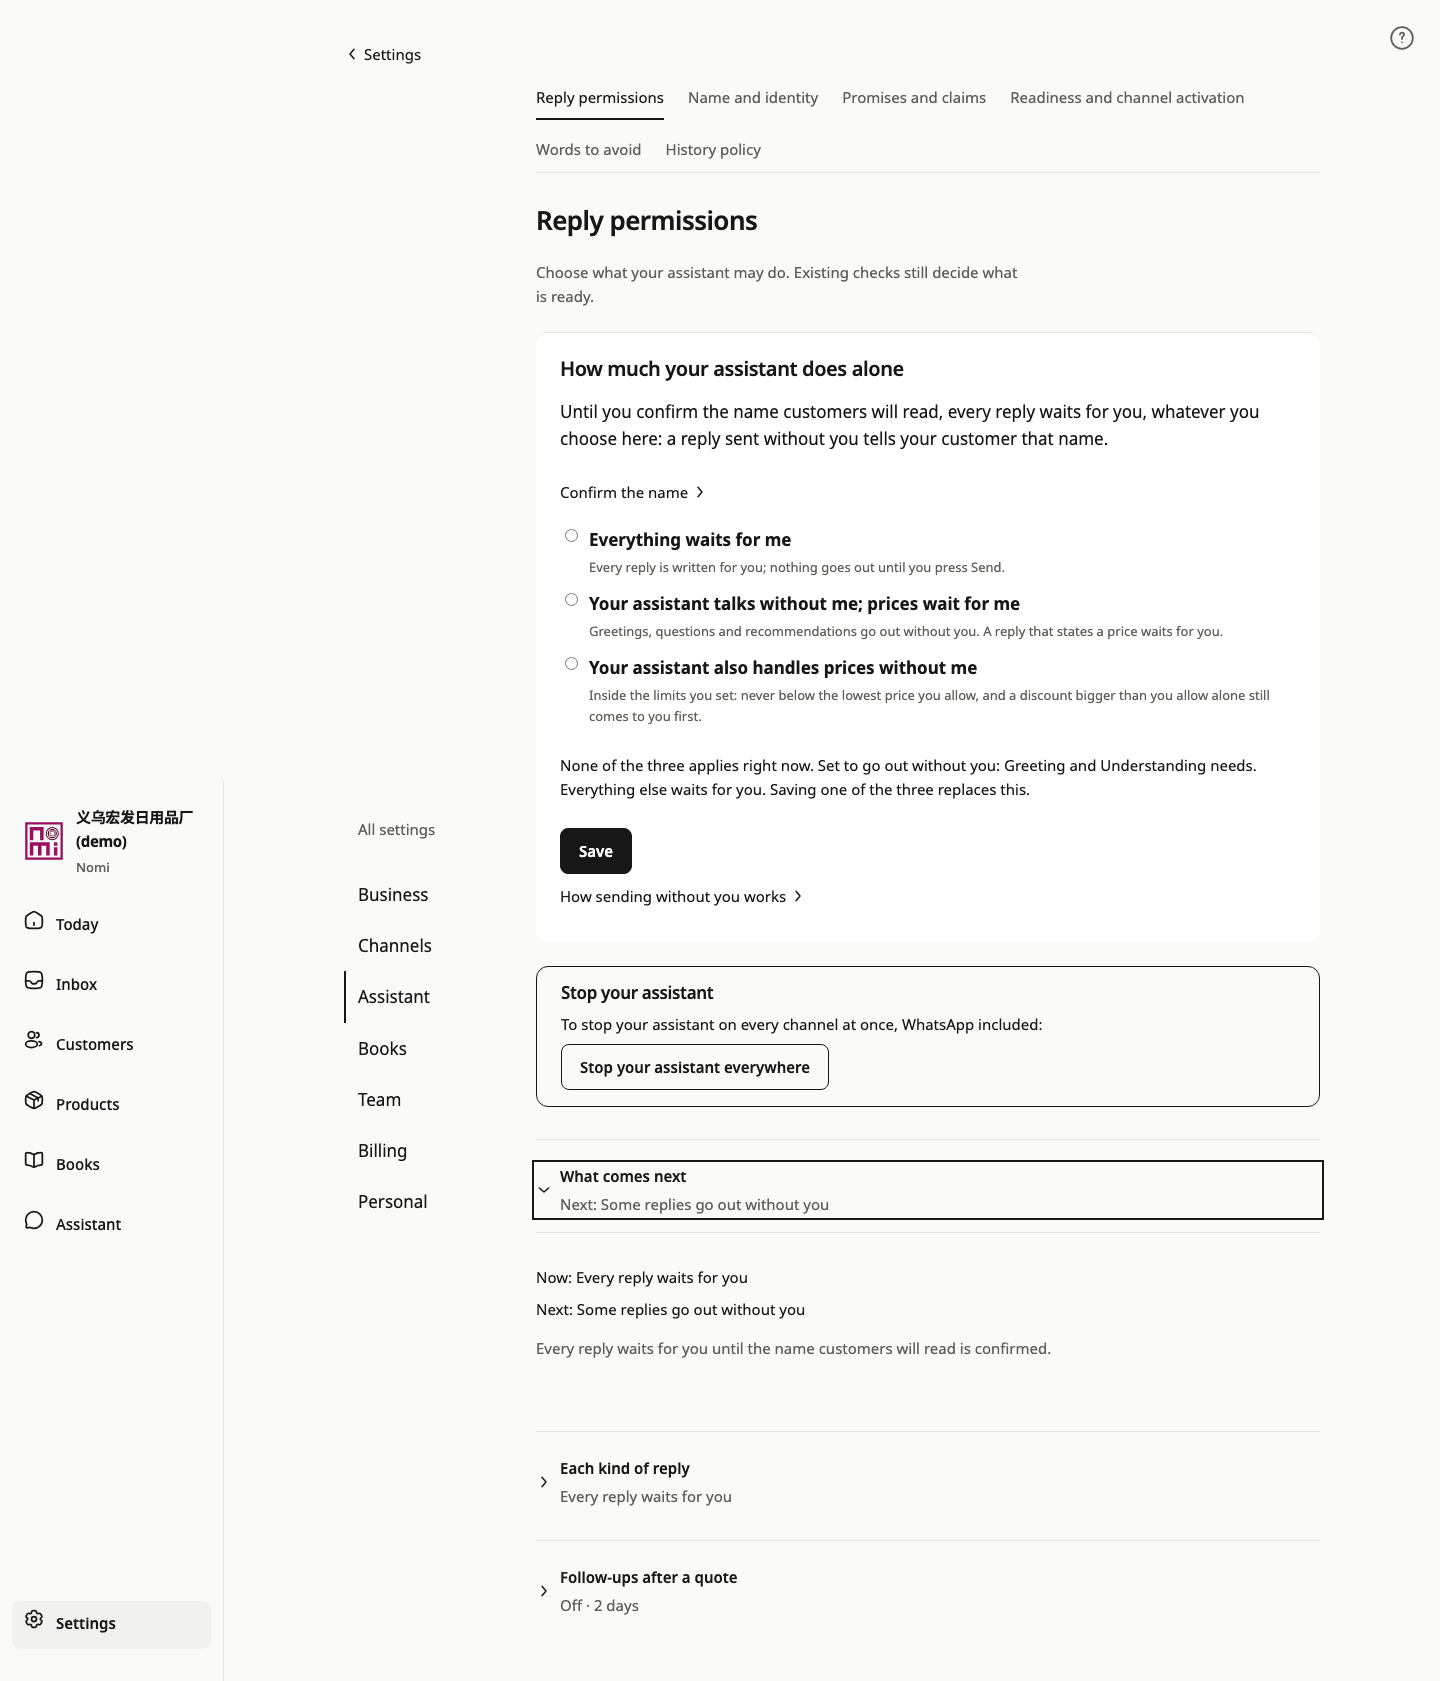 Settings
Reply permissions
Name and identity
Promises and claims
Readiness and channel activation
Words to avoid
History policy
Reply permissions
Choose what your assistant may do. Existing checks still decide what
is ready.
How much your assistant does alone
Until you confirm the name customers will read, every reply waits for you, whatever you
choose here: a reply sent without you tells your customer that name.
Confirm the name
Everything waits for me
Every reply is written for you; nothing goes out until you press Send.
Your assistant talks without me; prices wait for me
Greetings, questions and recommendations go out without you. A reply that states a price waits for you.
Your assistant also handles prices without me
Inside the limits you set: never below the lowest price you allow, and a discount bigger than you allow alone still
comes to you first.
None of the three applies right now. Set to go out without you: Greeting and Understanding needs.
Everything else waits for you. Saving one of the three replaces this.
Save
How sending without you works
Stop your assistant
To stop your assistant on every channel at once, WhatsApp included:
Stop your assistant everywhere
What comes next
Next: Some replies go out without you
Now: Every reply waits for you
Next: Some replies go out without you
Every reply waits for you until the name customers will read is confirmed.
Each kind of reply
Every reply waits for you
Follow-ups after a quote
Off · 2 days
All settings
Business
Channels
Assistant
Books
Team
Billing
Personal
nomi
义乌宏发日用品厂
(demo)
Nomi
Today
Inbox
Customers
Products
Books
Assistant
Settings